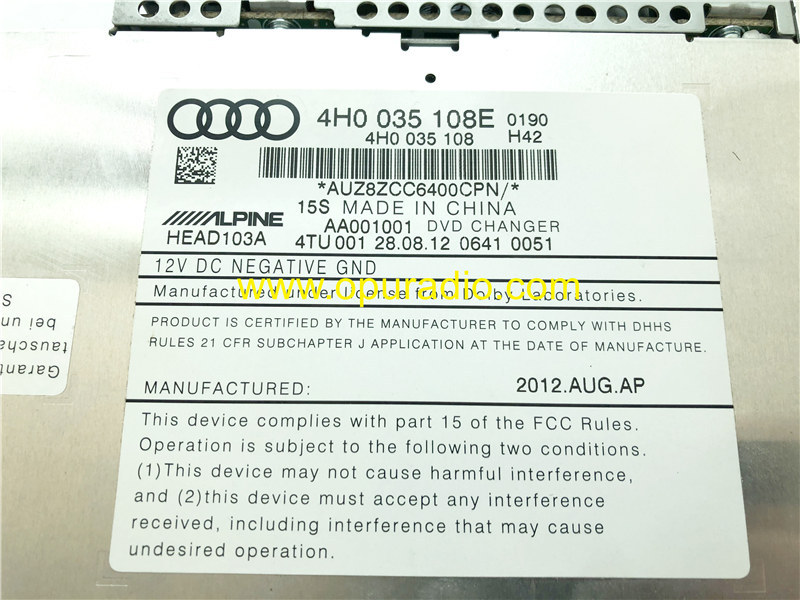 4H0 035 108E 0190
4H0 035 108 H42
*AUZ8ZCC6400CPN/*
15S MADE IN CHINA
ALPINE AA001001 DVD CHANGER
HEAD103A 4TU 001 28.08.12 0641 0051
12V DC NEGATIVE GND
Manufactured under license from Dolby Laboratories.
www.opuradio.com
PRODUCT IS CERTIFIED BY THE MANUFACTURER TO COMPLY WITH DHHS
RULES 21 CFR SUBCHAPTER J APPLICATION AT THE DATE OF MANUFACTURE.
MANUFACTURED: 2012.AUG.AP
This device complies with part 15 of the FCC Rules.
Operation is subject to the following two conditions.
(1)This device may not cause harmful interference,
and (2)this device must accept any interference
received, including interference that may cause
undesired operation.
S
bei un
tauscha
Garant